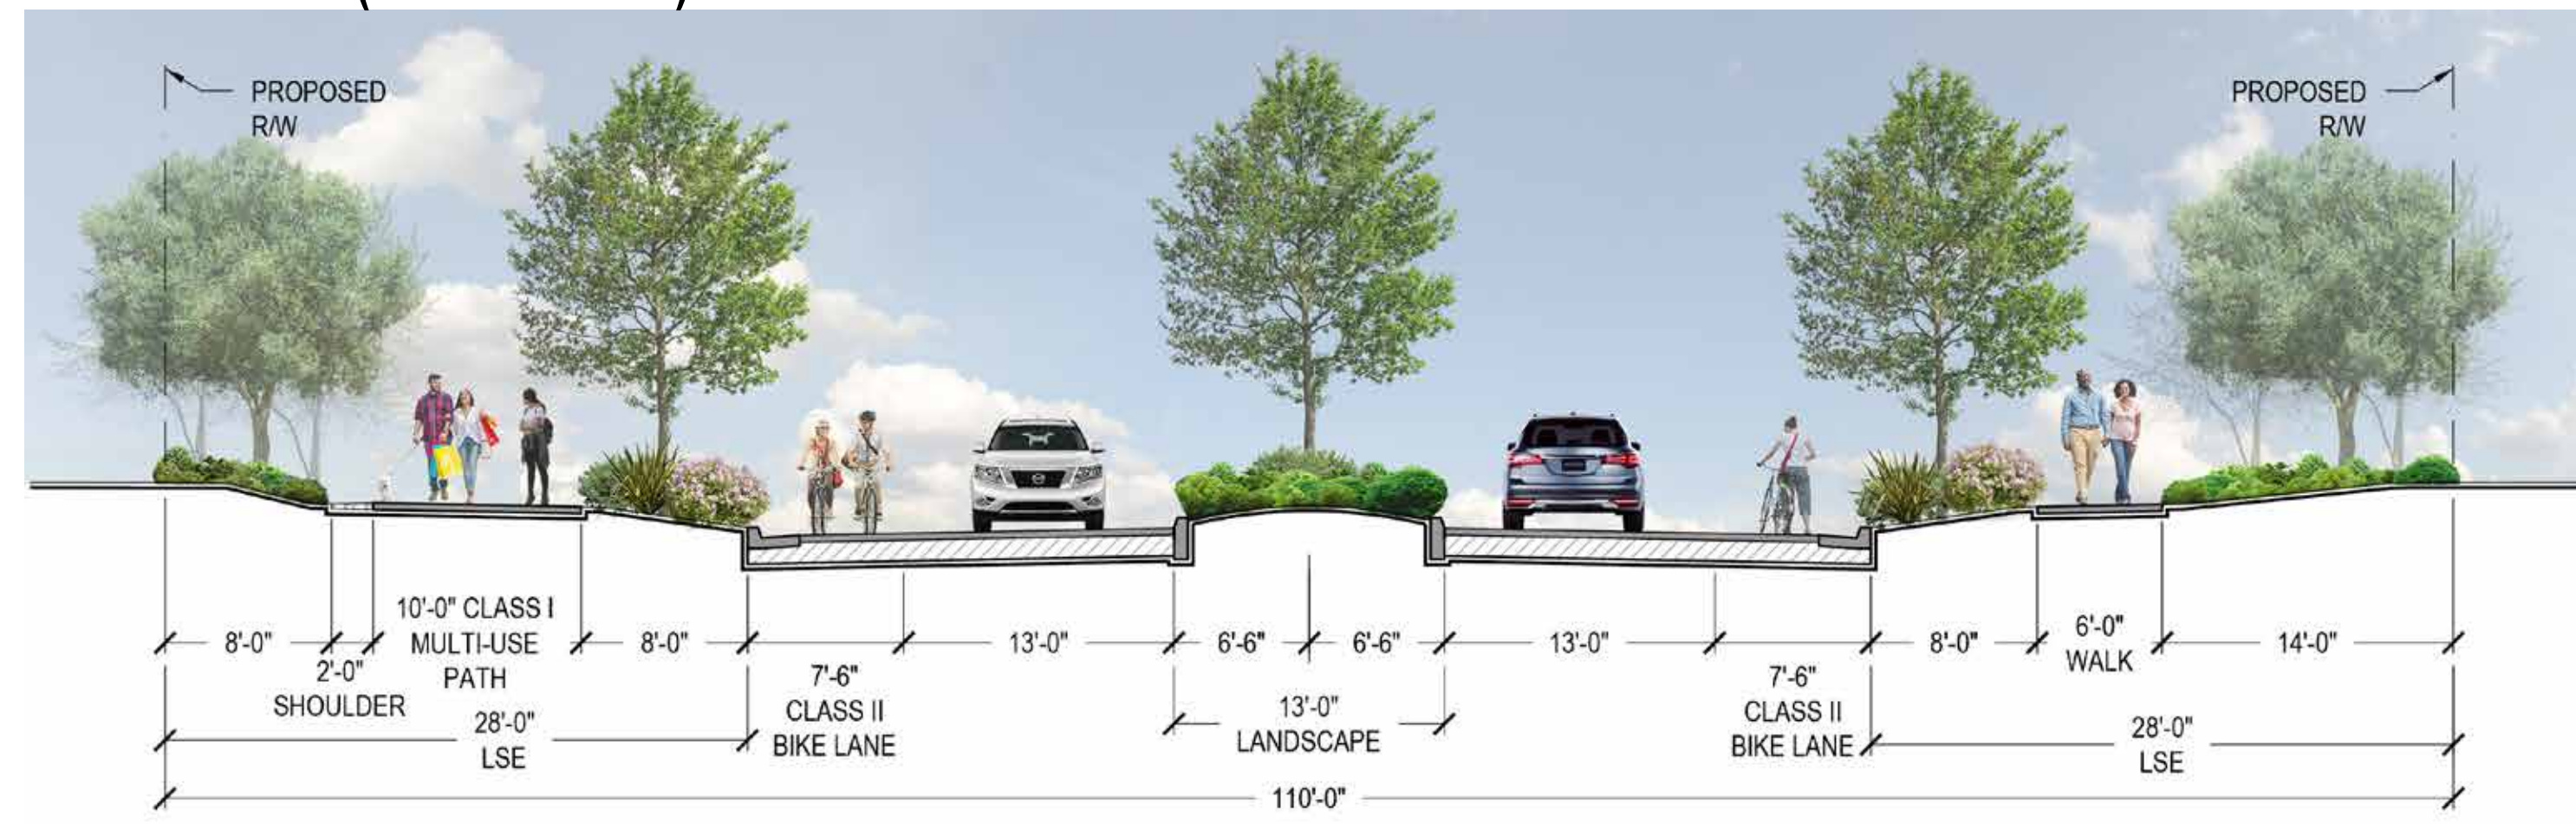 PROPOSED
R/W
PROPOSED
R/W
8'-0"
2'-0"
SHOULDER
10'-0" CLASS I
MULTI-USE
PATH
8'-0"
28'-0"
LSE
7'-6"
CLASS II
BIKE LANE
13'-0"
6'-6"
6'-6"
13'-0"
LANDSCAPE
13'-0"
7'-6"
CLASS II
BIKE LANE
8'-0"
6'-0"
WALK
14'-0"
28'-0"
LSE
110'-0"